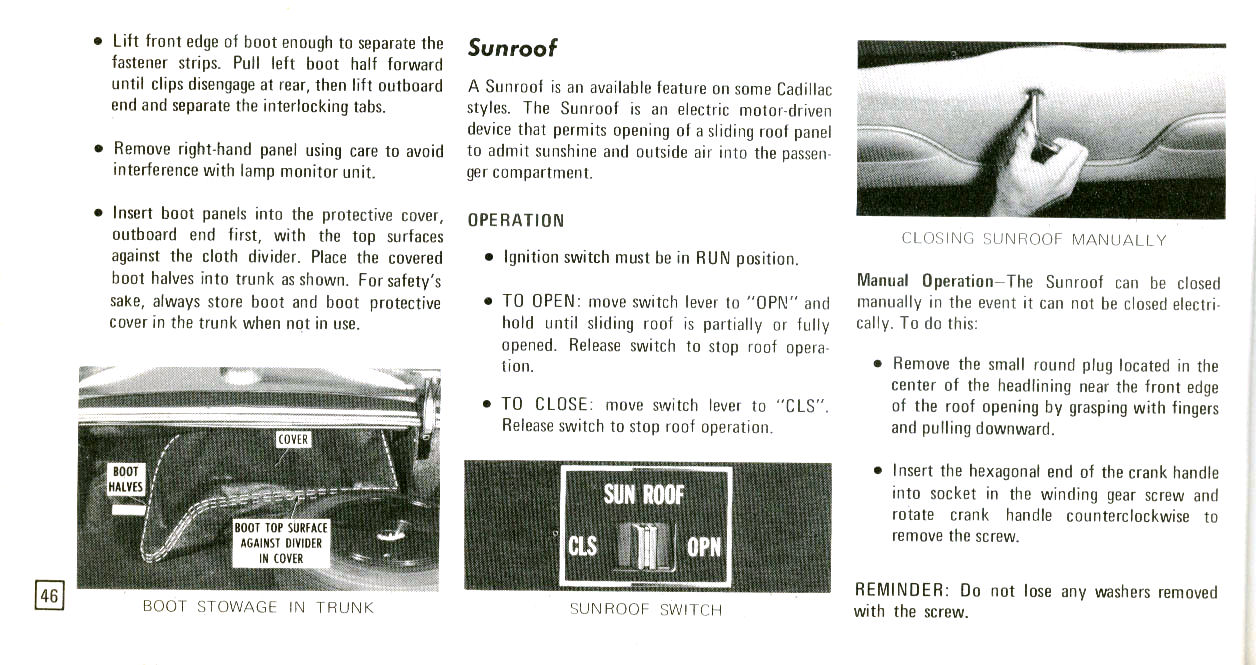 • Lift front edge of boot enough to separate the
fastener strips. Pull left boot half forward
until clips disengage at rear, then lift outboard
end and separate the interlocking tabs.
• Remove right-hand panel using care to avoid
interference with lamp monitor unit.
• Insert boot panels into the protective cover,
outboard end first, with the top surfaces
against the cloth divider. Place the covered
boot halves into trunk as shown. For safety's
sake, always store boot and boot protective
cover in the trunk when not in use.
COVER
BOOT
HALVES
BOOT TOP SURFACE
AGAINST DIVIDER
IN COVER
BOOT STOWAGE IN TRUNK
46
Sunroof
A Sunroof is an available feature on some Cadillac
styles. The Sunroof is an electric motor-driven
device that permits opening of a sliding roof panel
to admit sunshine and outside air into the passen-
ger compartment.
OPERATION
• Ignition switch must be in RUN position.
• TO OPEN: move switch lever to "OPN" and
hold until sliding roof is partially or fully
opened. Release switch to stop roof opera-
tion.
• TO CLOSE: move switch lever to "CLS".
Release switch to stop roof operation.
SUN ROOF
CLS OPN
SUNROOF SWITCH
CLOSING SUNROOF MANUALLY
Manual Operation—The Sunroof can be closed
manually in the event it can not be closed electri-
cally. To do this:
• Remove the small round plug located in the
center of the headlining near the front edge
of the roof opening by grasping with fingers
and pulling downward.
• Insert the hexagonal end of the crank handle
into socket in the winding gear screw and
rotate crank handle counterclockwise to
remove the screw.
REMINDER: Do not lose any washers removed
with the screw.